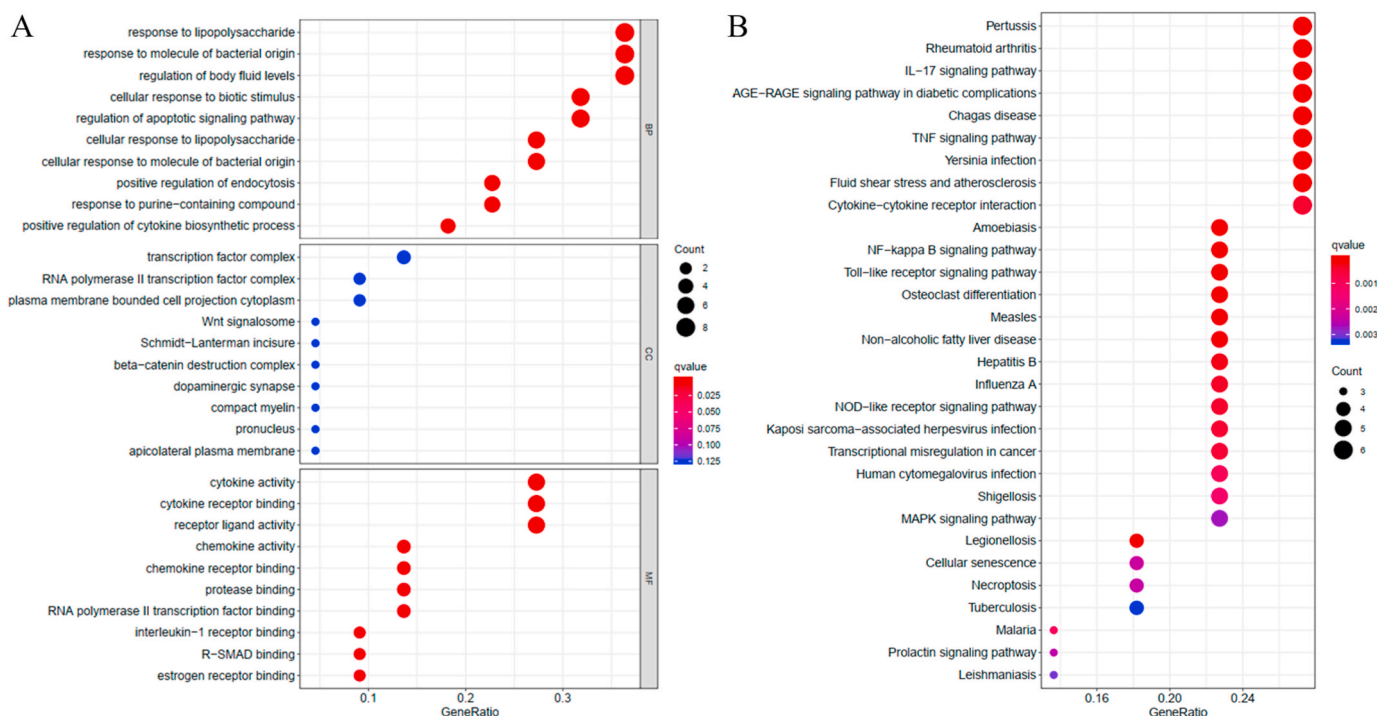 A
response to lipopolysaccharide
response to molecule of bacterial origin
regulation of body fluid levels
cellular response to biotic stimulus
regulation of apoptotic signaling pathway
cellular response to lipopolysaccharide
cellular response to molecule of bacterial origin
positive regulation of endocytosis
response to purine−containing compound
positive regulation of cytokine biosynthetic process
BP
transcription factor complex
RNA polymerase II transcription factor complex
plasma membrane bounded cell projection cytoplasm
Wnt signalosome
Schmidt−Lanterman incisure
beta−catenin destruction complex
dopaminergic synapse
compact myelin
pronucleus
apicolateral plasma membrane
CC
cytokine activity
cytokine receptor binding
receptor ligand activity
chemokine activity
chemokine receptor binding
protease binding
RNA polymerase II transcription factor binding
interleukin−1 receptor binding
R−SMAD binding
estrogen receptor binding
MF
0.1 0.2 0.3
GeneRatio
Count
2
4
6
8
qvalue
0.025
0.050
0.075
0.100
0.125
B
Pertussis
Rheumatoid arthritis
IL−17 signaling pathway
AGE−RAGE signaling pathway in diabetic complications
Chagas disease
TNF signaling pathway
Yersinia infection
Fluid shear stress and atherosclerosis
Cytokine−cytokine receptor interaction
Amoebiasis
NF−kappa B signaling pathway
Toll−like receptor signaling pathway
Osteoclast differentiation
Measles
Non−alcoholic fatty liver disease
Hepatitis B
Influenza A
NOD−like receptor signaling pathway
Kaposi sarcoma−associated herpesvirus infection
Transcriptional misregulation in cancer
Human cytomegalovirus infection
Shigellosis
MAPK signaling pathway
Legionellosis
Cellular senescence
Necroptosis
Tuberculosis
Malaria
Prolactin signaling pathway
Leishmaniasis
0.16 0.20 0.24
GeneRatio
qvalue
0.001
0.002
0.003
Count
3
4
5
6